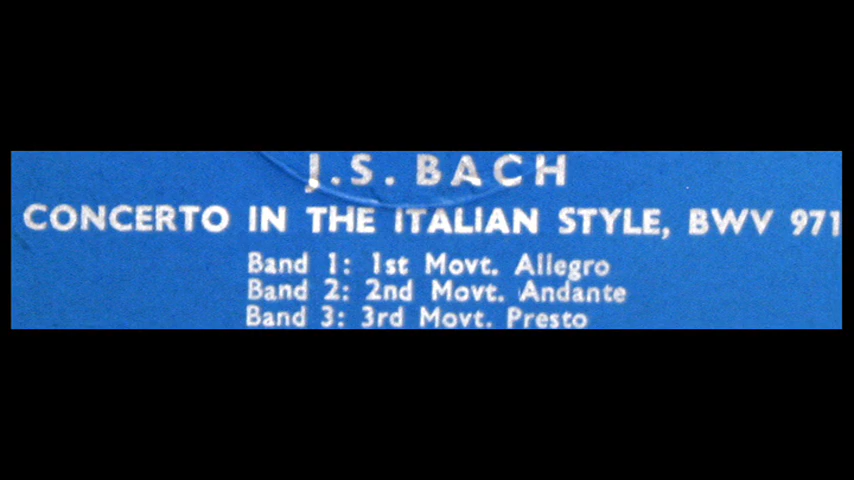 J.S. BACH
CONCERTO IN THE ITALIAN STYLE, BWV 971
Band 1: 1st Movt. Allegro
Band 2: 2nd Movt. Andante
Band 3: 3rd Movt. Presto